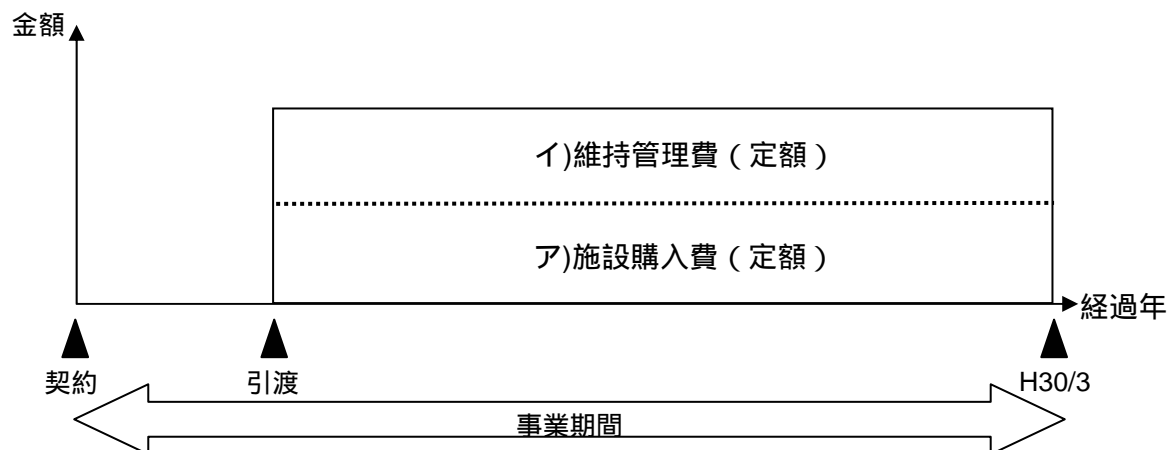 金額
イ)維持管理費（定額）
ア)施設購入費（定額）
経過年
契約
引渡
H30/3
事業期間